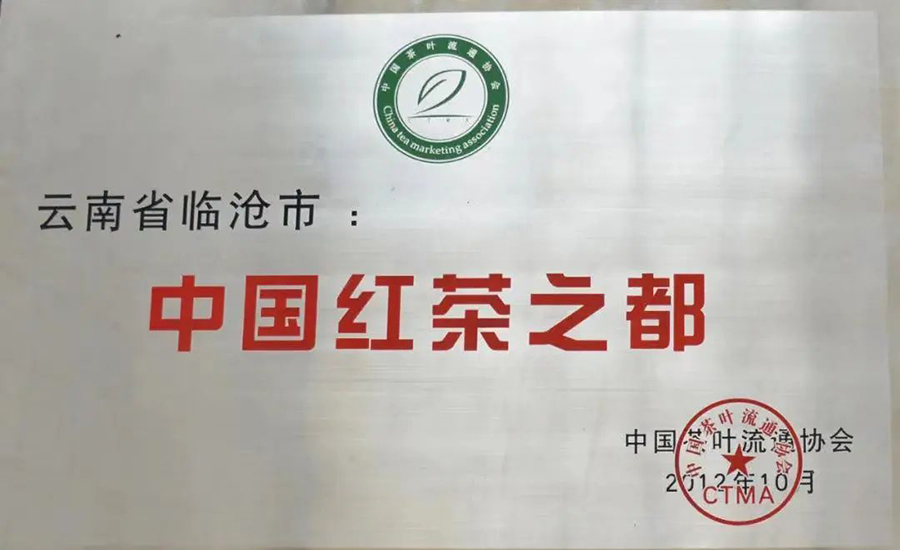 中国茶叶流通协会
China tea marketing association
云南省临沧市：
中国红茶之都
中国茶叶流通协会
2012年10月
中国茶叶流通协会
CTMA